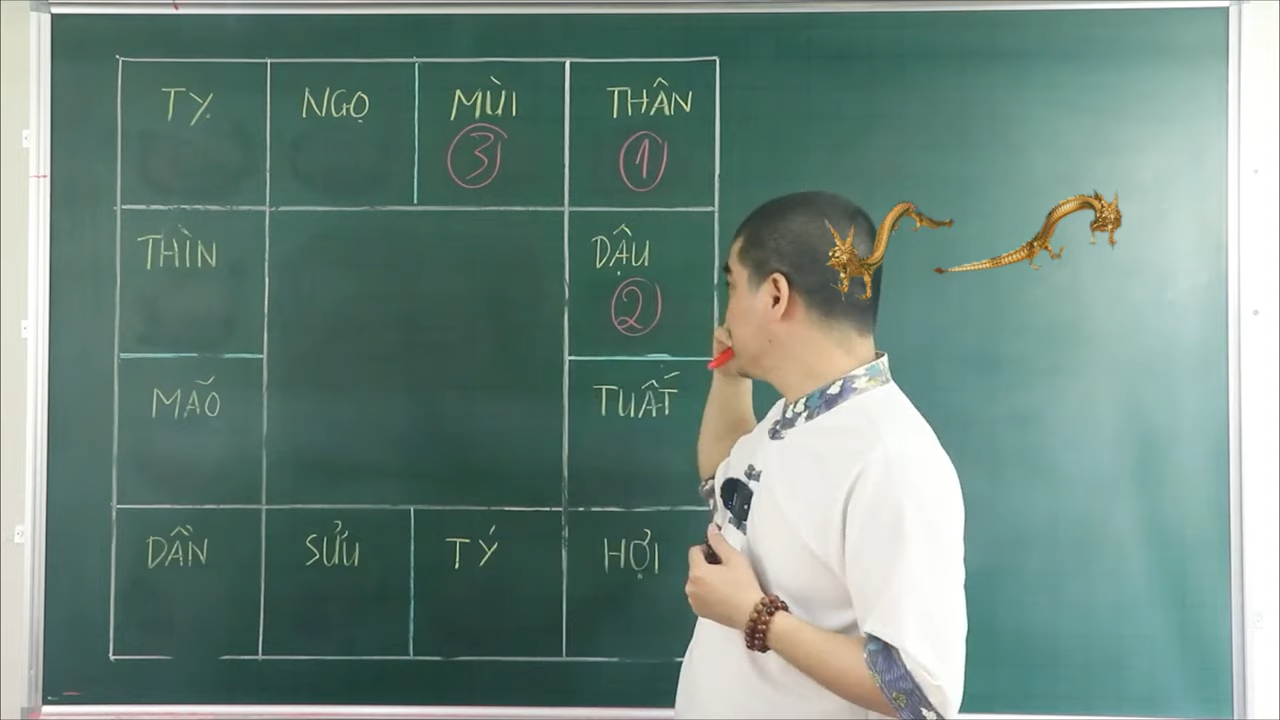 TỴ
NGỌ
MÙI
THÂN
3
1
THÌN
DẬU
2
MÃO
TUẤT
DẦN
SỬU
TÝ
HỢI